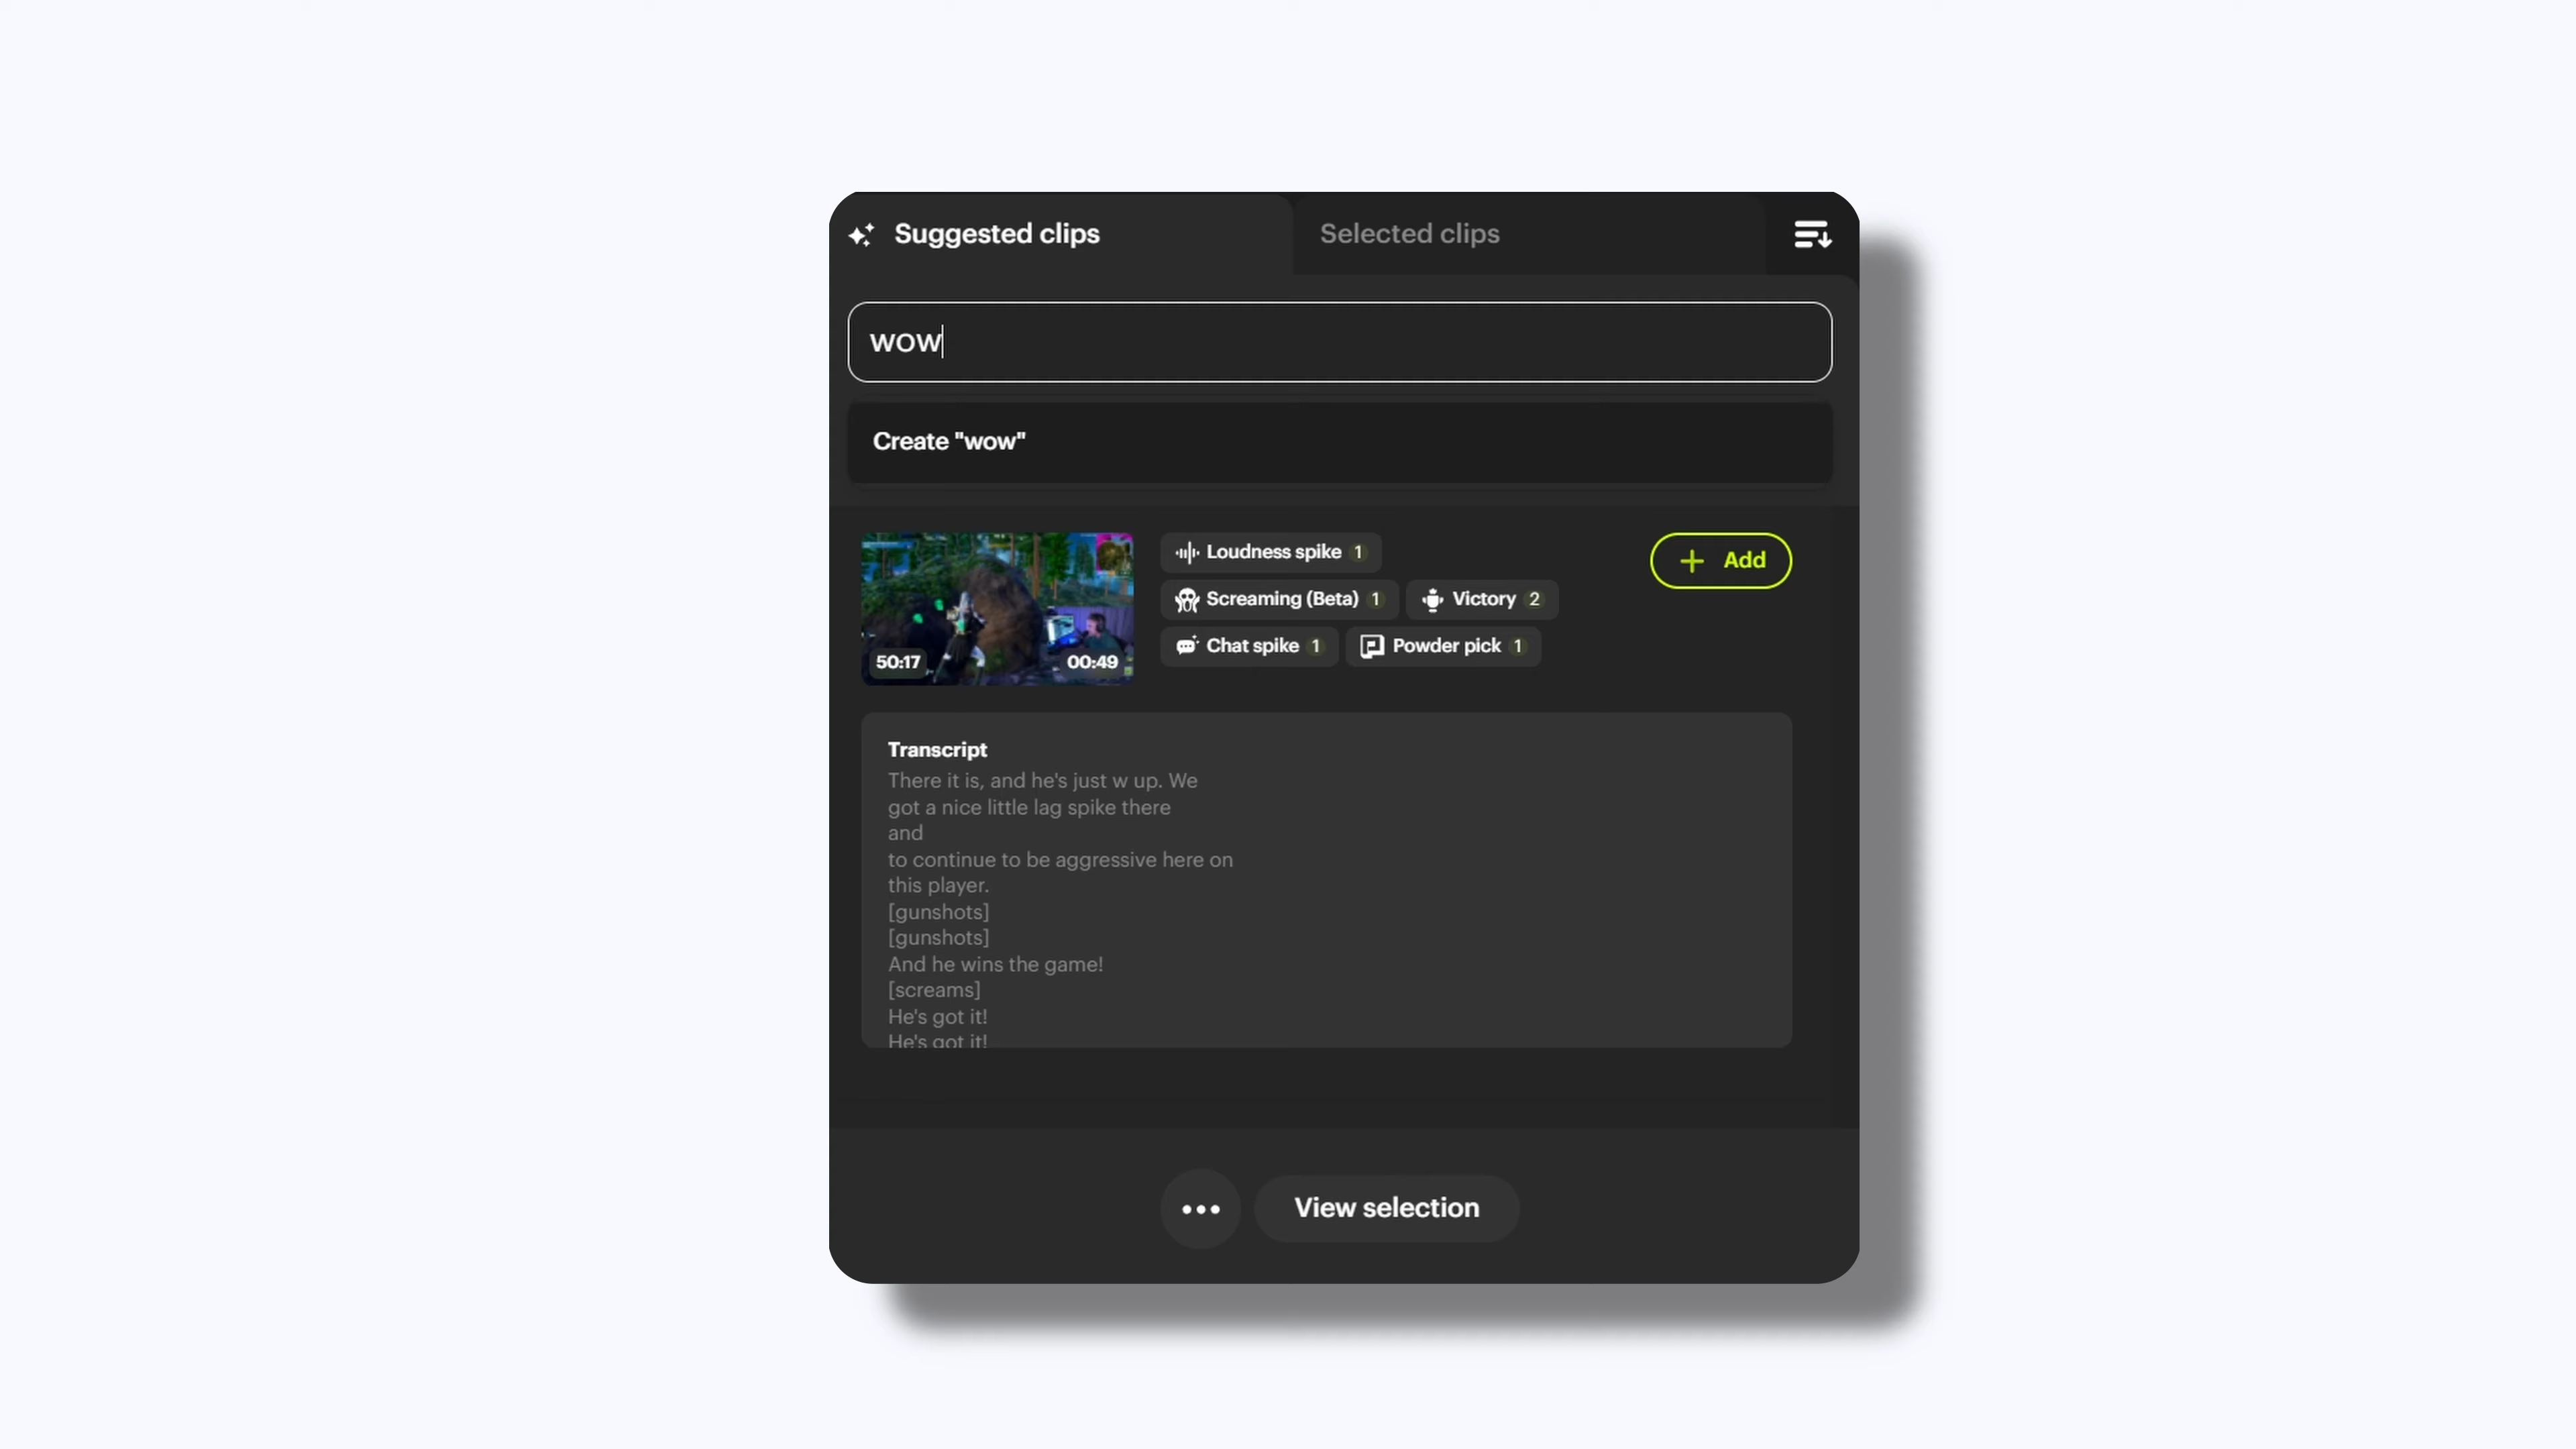 Suggested clips
Selected clips
wow
Create "wow"
Loudness spike 1
Add
Screaming (Beta) 1
Victory 2
Chat spike 1
Powder pick 1
50:17
00:49
Transcript
There it is, and he's just w up. We
got a nice little lag spike there
and
to continue to be aggressive here on
this player.
[gunshots]
[gunshots]
And he wins the game!
[screams]
He's got it!
He's got it!
View selection